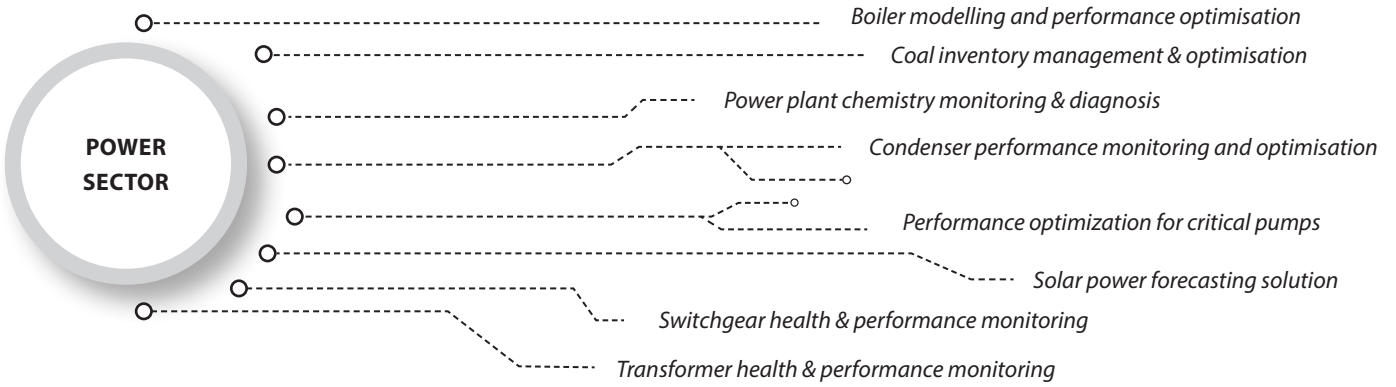 Boiler modelling and performance optimisation
Coal inventory management & optimisation
Power plant chemistry monitoring & diagnosis
POWER
SECTOR
Condenser performance monitoring and optimisation
Performance optimization for critical pumps
Solar power forecasting solution
Switchgear health & performance monitoring
Transformer health & performance monitoring